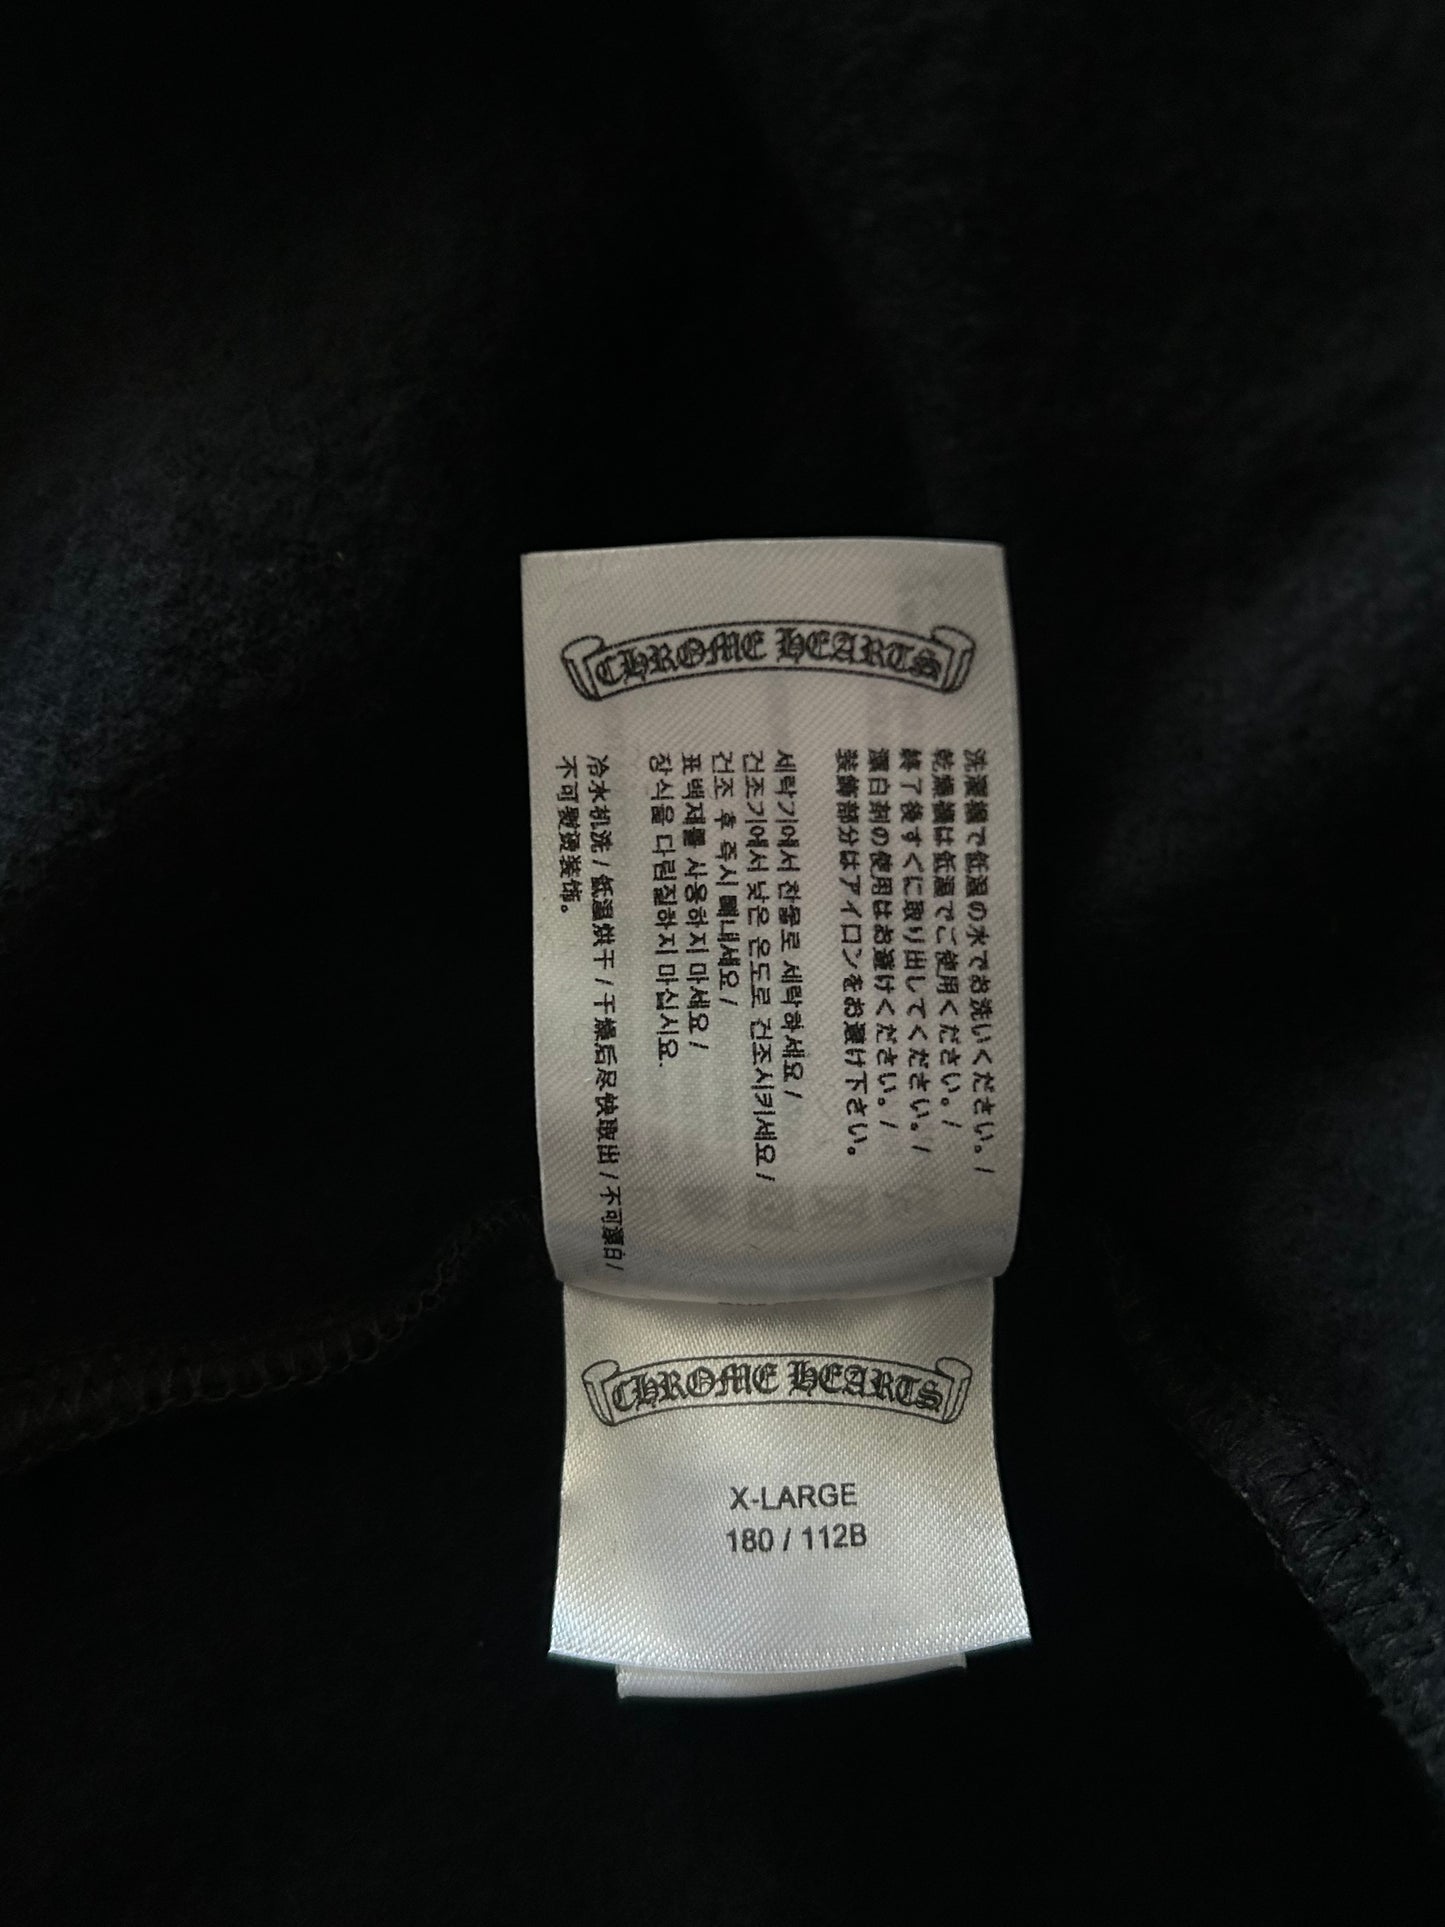 CHROME HEARTS
洗濯機で低温の水でお洗いください。/
乾燥機は低温でご使用ください。/
終了後すぐに取り出してください。/
漂白剤の使用はお避けください。/
装飾部分はアイロンをお避け下さい。
세탁기에서 찬물로 세탁하세요 /
건조기에서 낮은 온도로 건조시키세요 /
건조 후 즉시 빼내세요 /
표백제를 사용하지 마세요 /
장식을 다림질하지 마십시요.
冷水机洗 / 低温烘干 / 干燥后尽快取出 / 不可漂白 /
不可熨烫装饰。
CHROME HEARTS
X-LARGE
180 / 112B